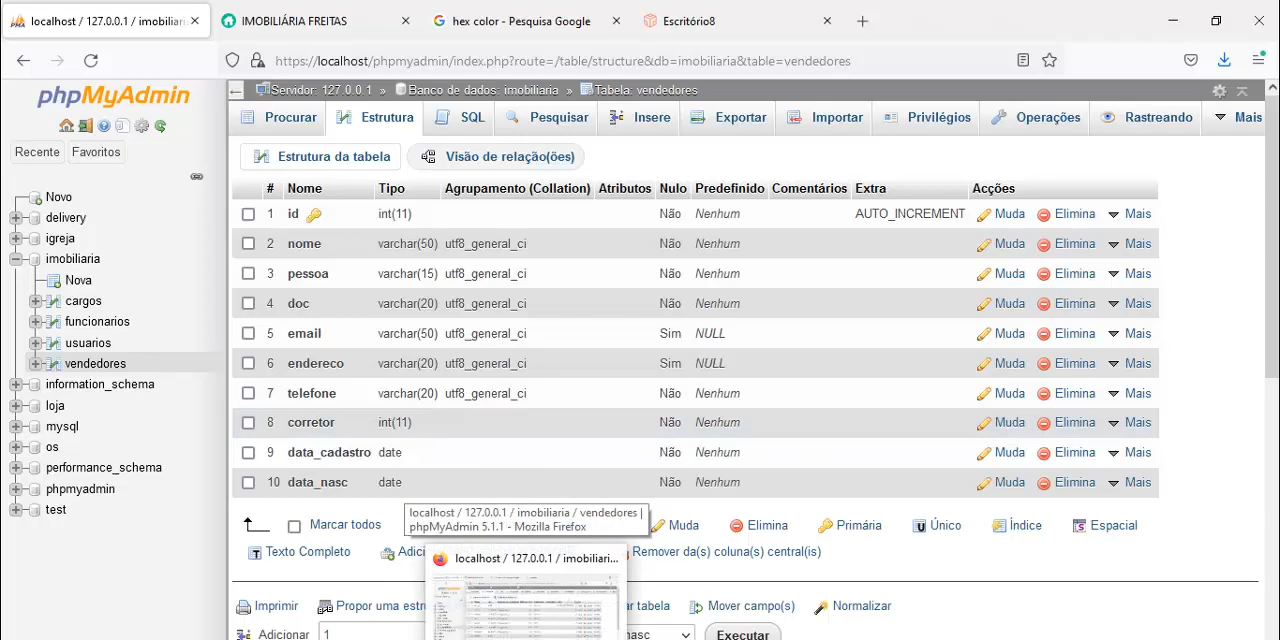 localhost / 127.0.0.1 / imobiliari
IMOBILIÁRIA FREITAS
hex color - Pesquisa Google
Escritório8
https://localhost/phpmyadmin/index.php?route=/table/structure&db=imobiliaria&table=vendedores
phpMyAdmin
Servidor: 127.0.0.1 » Banco de dados: imobiliaria » Tabela: vendedores
Procurar Estrutura SQL Pesquisar Insere Exportar Importar Privilégios Operações Rastreando Mais
Recente Favoritos
Estrutura da tabela Visão de relação(ões)
Novo
delivery
igreja
imobiliaria
Nova
cargos
funcionarios
usuarios
vendedores
information_schema
loja
mysql
os
performance_schema
phpmyadmin
test
# Nome Tipo Agrupamento (Collation) Atributos Nulo Predefinido Comentários Extra Acções
1 id int(11) Não Nenhum AUTO_INCREMENT Muda Elimina Mais
2 nome varchar(50) utf8_general_ci Não Nenhum Muda Elimina Mais
3 pessoa varchar(15) utf8_general_ci Não Nenhum Muda Elimina Mais
4 doc varchar(20) utf8_general_ci Não Nenhum Muda Elimina Mais
5 email varchar(50) utf8_general_ci Sim NULL Muda Elimina Mais
6 endereco varchar(20) utf8_general_ci Sim NULL Muda Elimina Mais
7 telefone varchar(20) utf8_general_ci Não Nenhum Muda Elimina Mais
8 corretor int(11) Não Nenhum Muda Elimina Mais
9 data_cadastro date Não Nenhum Muda Elimina Mais
10 data_nasc date Não Nenhum Muda Elimina Mais
localhost / 127.0.0.1 / imobiliaria / vendedores |
phpMyAdmin 5.1.1 - Mozilla Firefox
Marcar todos Muda Elimina Primária Único Índice Espacial
Texto Completo Adici Remover da(s) coluna(s) central(is)
localhost / 127.0.0.1 / imobiliari...
Imprimir Propor uma estru tabela Mover campo(s) Normalizar
Adicionar 1 nasc Executar